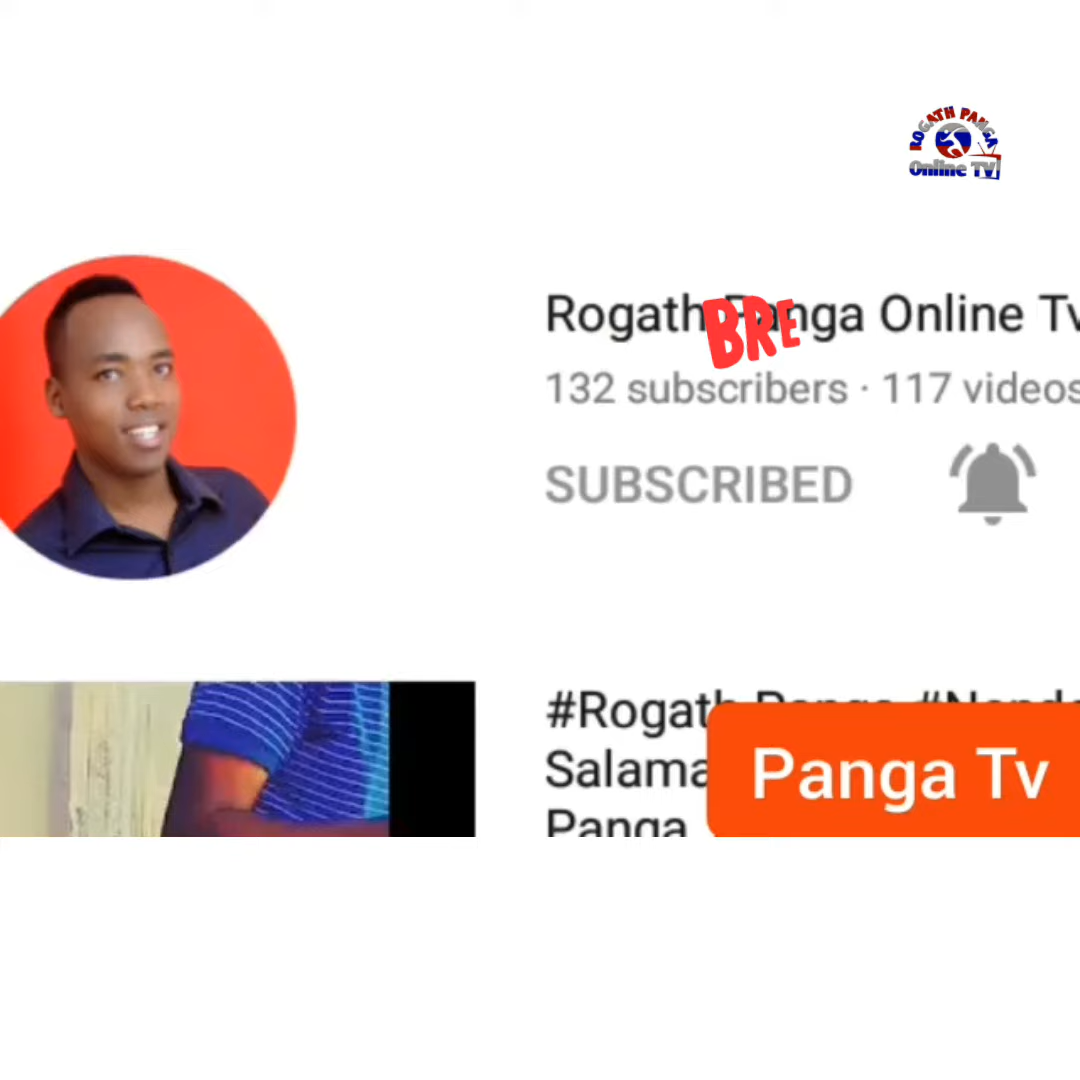 ROGATH PANGA
Online TV
Rogath Panga Online Tv
BRE
132 subscribers · 117 videos
SUBSCRIBED
#Rogath Panga
Salama
Panga
Panga Tv